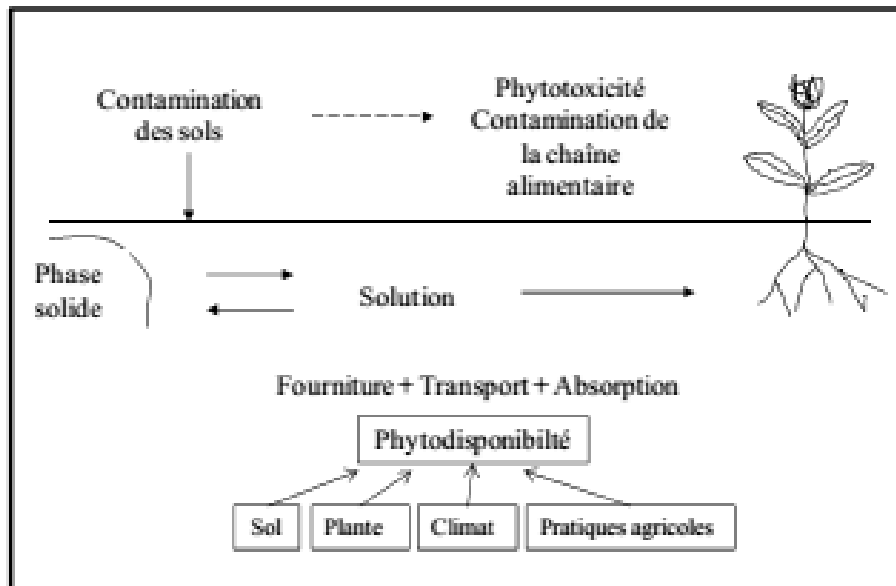 Contamination
des sols
Phytotoxicité
Contamination de
la chaîne
alimentaire
Phase
solide
Solution
Fourniture + Transport + Absorption
Phytodisponibilté
Sol
Plante
Climat
Pratiques agricoles